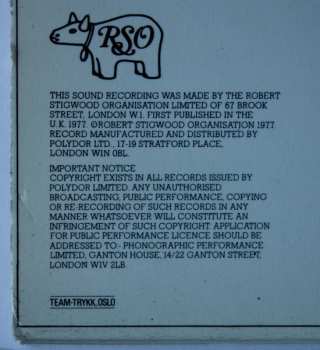 RSO
THIS SOUND RECORDING WAS MADE BY THE ROBERT
STIGWOOD ORGANISATION LIMITED OF 67 BROOK
STREET, LONDON W.1. FIRST PUBLISHED IN THE
U.K. 1977. ℗ROBERT STIGWOOD ORGANISATION 1977.
RECORD MANUFACTURED AND DISTRIBUTED BY
POLYDOR LTD., 17-19 STRATFORD PLACE,
LONDON W1N 0BL.
IMPORTANT NOTICE
COPYRIGHT EXISTS IN ALL RECORDS ISSUED BY
POLYDOR LIMITED. ANY UNAUTHORISED
BROADCASTING, PUBLIC PERFORMANCE, COPYING
OR RE-RECORDING OF SUCH RECORDS IN ANY
MANNER WHATSOEVER WILL CONSTITUTE AN
INFRINGEMENT OF SUCH COPYRIGHT. APPLICATION
FOR PUBLIC PERFORMANCE LICENCE SHOULD BE
ADDRESSED TO:- PHONOGRAPHIC PERFORMANCE
LIMITED, GANTON HOUSE, 14/22 GANTON STREET,
LONDON W1V 2LB.
TEAM-TRYKK, OSLO